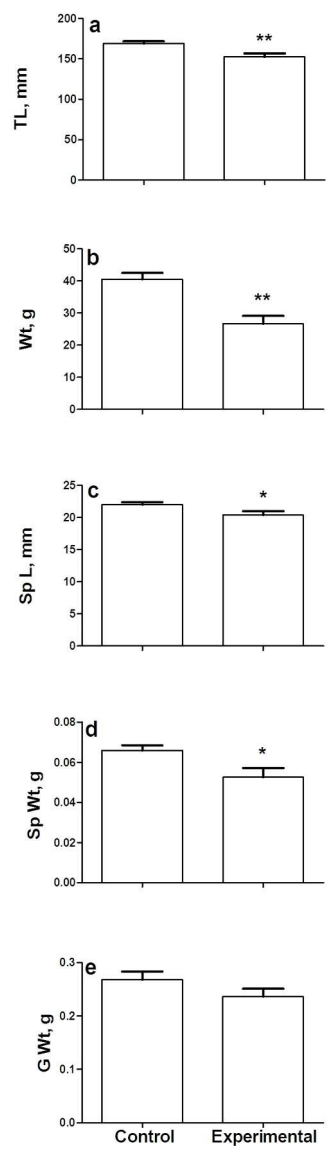 a
**
TL, mm
200
150
100
50
0
b
**
Wt, g
50
40
30
20
10
0
c
*
Sp L, mm
25
20
15
10
5
0
d
*
Sp Wt, g
0.08
0.06
0.04
0.02
0.00
e
G Wt, g
0.3
0.2
0.1
0.0
Control Experimental